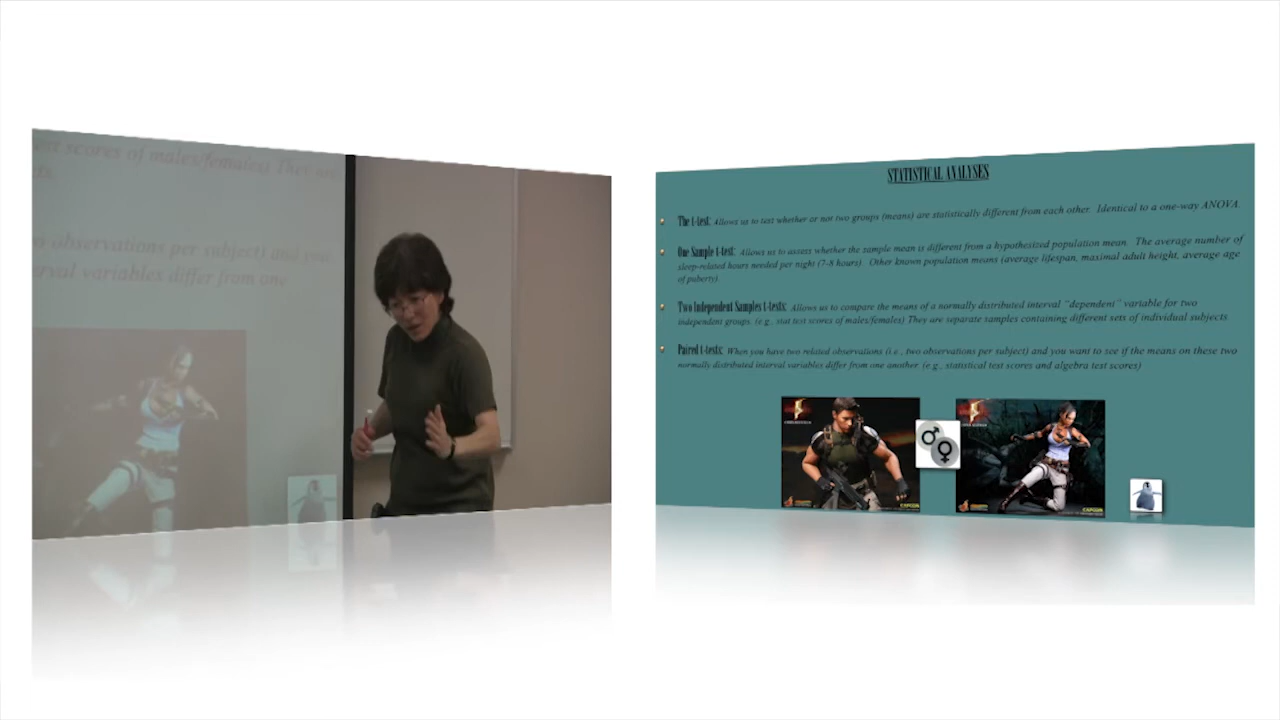 ent scores of males/females) They are
cts.
o observations per subject) and you
erval variables differ from one
STATISTICAL ANALYSES
The t-test: Allows us to test whether or not two groups (means) are statistically different from each other. Identical to a one-way ANOVA.
One Sample t-test: Allows us to assess whether the sample mean is different from a hypothesized population mean. The average number of
sleep-related hours needed per night (7-8 hours). Other known population means (average lifespan, maximal adult height, average age
of puberty).
Two Independent Samples t-tests: Allows us to compare the means of a normally distributed interval "dependent" variable for two
independent groups. (e.g., stat test scores of males/females) They are separate samples containing different sets of individual subjects
Paired t-tests: When you have two related observations (i.e., two observations per subject) and you want to see if the means on these two
normally distributed interval variables differ from one another. (e.g., statistical test scores and algebra test scores)
CAPCOM
CAPCOM